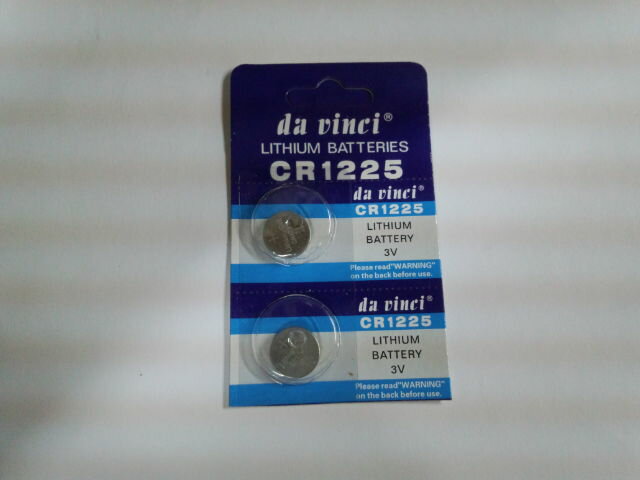 da vinci®
LITHIUM BATTERIES
CR1225
da vinci®
CR1225
LITHIUM
BATTERY
3V
Please read"WARNING"
on the back before use.
da vinci®
CR1225
LITHIUM
BATTERY
3V
Please read"WARNING"
on the back before use.